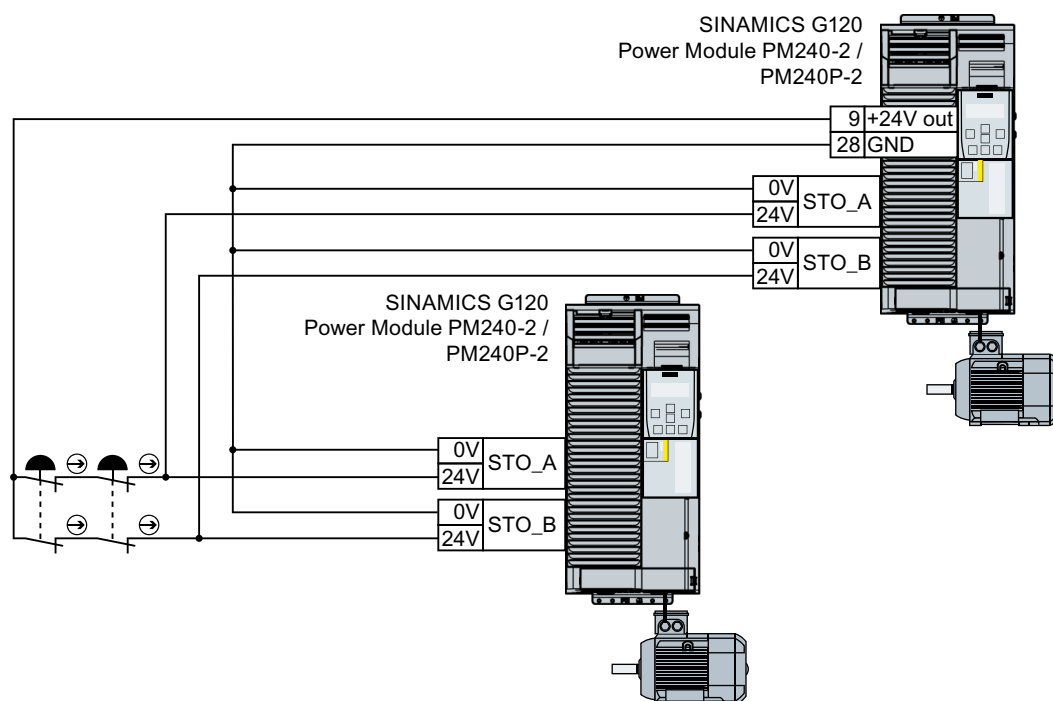 SINAMICS G120
Power Module PM240-2 /
PM240P-2
9 +24V out
28 GND
0V
STO_A
24V
0V
STO_B
24V
SINAMICS G120
Power Module PM240-2 /
PM240P-2
0V
STO_A
24V
0V
STO_B
24V